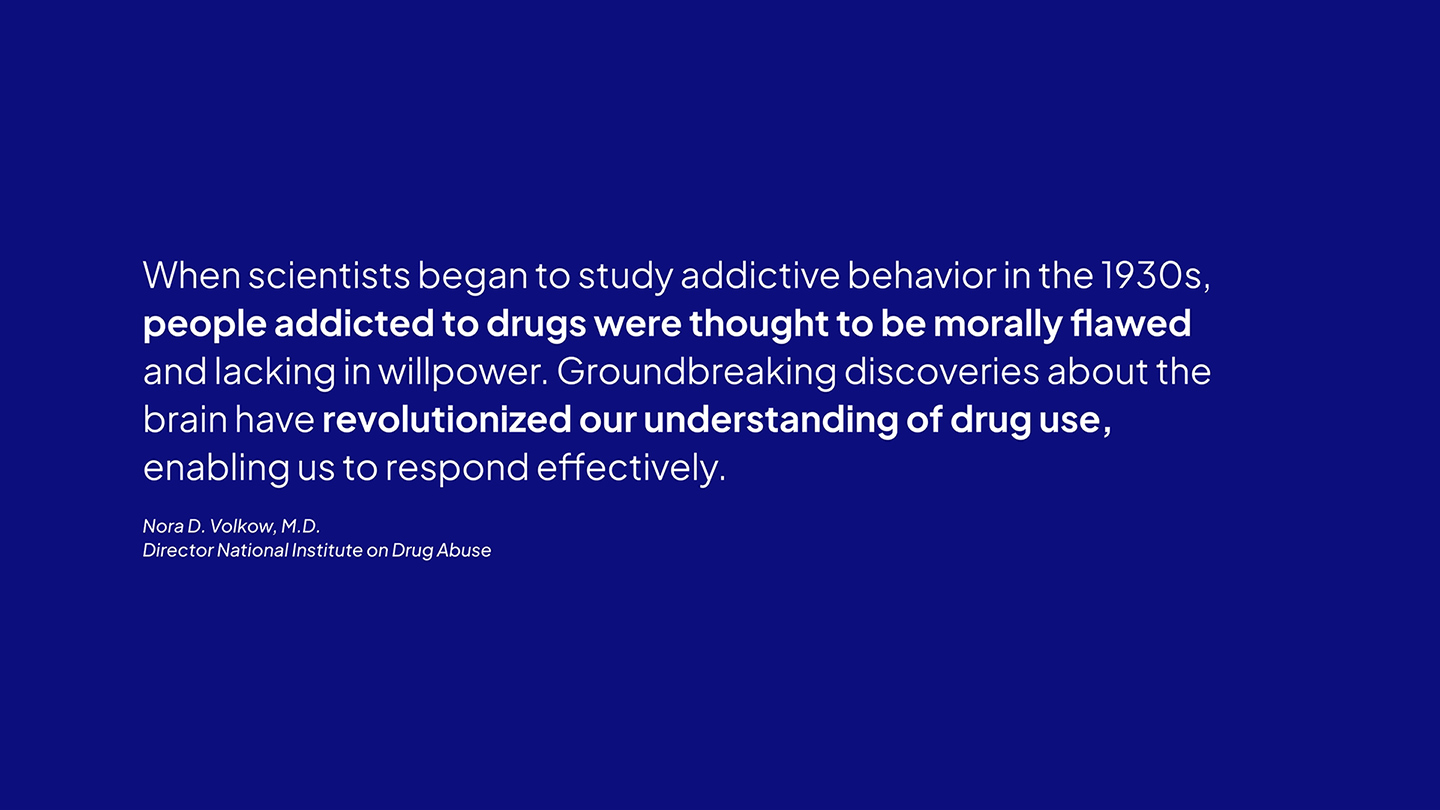 When scientists began to study addictive behavior in the 1930s,
people addicted to drugs were thought to be morally flawed
and lacking in willpower. Groundbreaking discoveries about the
brain have revolutionized our understanding of drug use,
enabling us to respond effectively.
Nora D. Volkow, M.D.
Director National Institute on Drug Abuse